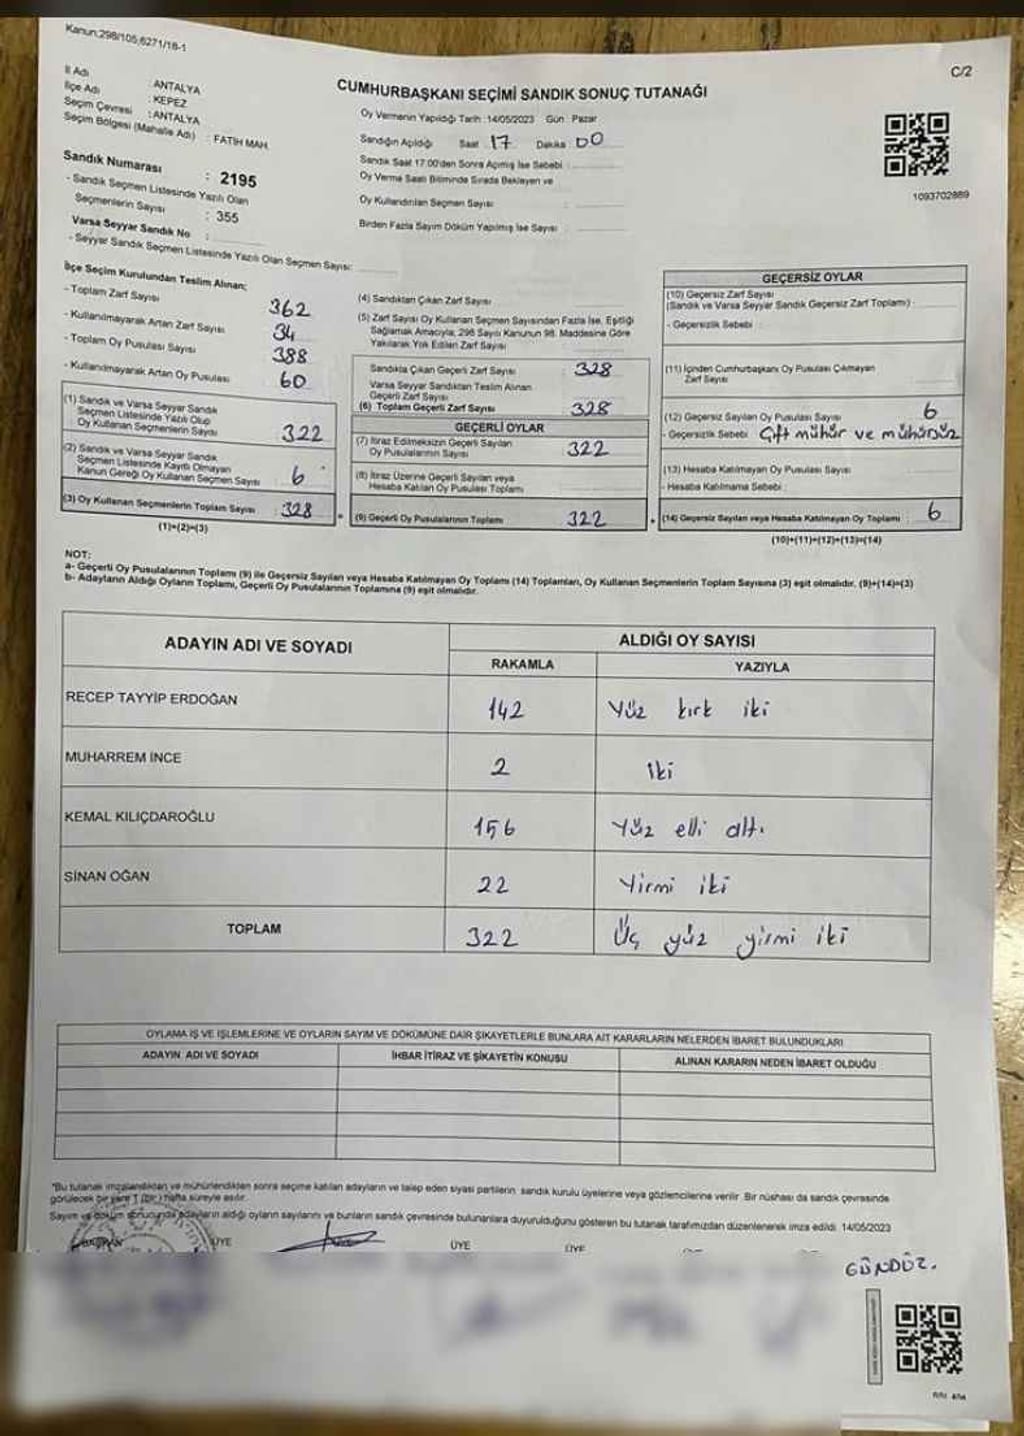 Kanun;298/105;6271/18-1
C/2
İl Adı : ANTALYA
İlçe Adı : KEPEZ
Seçim Çevresi : ANTALYA
Seçim Bölgesi (Mahalle Adı) : FATİH MAH.
Sandık Numarası : 2195
- Sandık Seçmen Listesinde Yazılı Olan
Seçmenlerin Sayısı : 355
Varsa Seyyar Sandık No :
- Seyyar Sandık Seçmen Listesinde Yazılı Olan Seçmen Sayısı:
CUMHURBAŞKANI SEÇİMİ SANDIK SONUÇ TUTANAĞI
Oy Vermenin Yapıldığı Tarih :14/05/2023 Gün : Pazar
Sandığın Açıldığı Saat 17 Dakika 00
Sandık Saat 17:00'den Sonra Açılmış İse Sebebi :
Oy Verme Saati Bitiminde Sırada Bekleyen ve
Oy Kullandırılan Seçmen Sayısı :
Birden Fazla Sayım Döküm Yapılmış İse Sayısı :
1093702889
İlçe Seçim Kurulundan Teslim Alınan;
- Toplam Zarf Sayısı 362
- Kullanılmayarak Artan Zarf Sayısı 34
- Toplam Oy Pusulası Sayısı 388
- Kullanılmayarak Artan Oy Pusulası 60
(1) Sandık ve Varsa Seyyar Sandık
Seçmen Listesinde Yazılı Olup
Oy Kullanan Seçmenlerin Sayısı : 322
(2) Sandık ve Varsa Seyyar Sandık
Seçmen Listesinde Kayıtlı Olmayan
Kanun Gereği Oy Kullanan Seçmen Sayısı : 6
(3) Oy Kullanan Seçmenlerin Toplam Sayısı : 328
(1)+(2)=(3)
(4) Sandıktan Çıkan Zarf Sayısı :
(5) Zarf Sayısı Oy Kullanan Seçmen Sayısından Fazla İse, Eşitliği
Sağlamak Amacıyla; 298 Sayılı Kanunun 98. Maddesine Göre
Yakılarak Yok Edilen Zarf Sayısı :
Sandıkta Çıkan Geçerli Zarf Sayısı : 328
Varsa Seyyar Sandıktan Teslim Alınan
Geçerli Zarf Sayısı :
(6) Toplam Geçerli Zarf Sayısı : 328
GEÇERLİ OYLAR
(7) İtiraz Edilmeksizin Geçerli Sayılan
Oy Pusulalarının Sayısı : 322
(8) İtiraz Üzerine Geçerli Sayılan veya
Hesaba Katılan Oy Pusulası Toplamı :
(9) Geçerli Oy Pusulalarının Toplamı : 322
GEÇERSİZ OYLAR
(10) Geçersiz Zarf Sayısı
(Sandık ve Varsa Seyyar Sandık Geçersiz Zarf Toplamı) :
- Geçersizlik Sebebi :
(11) İçinden Cumhurbaşkanı Oy Pusulası Çıkmayan
Zarf Sayısı :
(12) Geçersiz Sayılan Oy Pusulası Sayısı : 6
- Geçersizlik Sebebi Çift mühür ve mühürsüz
(13) Hesaba Katılmayan Oy Pusulası Sayısı :
- Hesaba Katılmama Sebebi :
(14) Geçersiz Sayılan veya Hesaba Katılmayan Oy Toplamı : 6
(10)+(11)+(12)+(13)=(14)
NOT:
a- Geçerli Oy Pusulalarının Toplamı (9) ile Geçersiz Sayılan veya Hesaba Katılmayan Oy Toplamı (14) Toplamları, Oy Kullanan Seçmenlerin Toplam Sayısına (3) eşit olmalıdır. (9)+(14)=(3)
b- Adayların Aldığı Oyların Toplamı, Geçerli Oy Pusulalarının Toplamına (9) eşit olmalıdır.
ADAYIN ADI VE SOYADI ALDIĞI OY SAYISI
RAKAMLA YAZIYLA
RECEP TAYYİP ERDOĞAN 142 Yüz kırk iki
MUHARREM İNCE 2 iki
KEMAL KILIÇDAROĞLU 156 Yüz elli altı
SİNAN OĞAN 22 Yirmi iki
TOPLAM 322 Üç yüz yirmi iki
OYLAMA İŞ VE İŞLEMLERİNE VE OYLARIN SAYIM VE DÖKÜMÜNE DAİR ŞİKAYETLERLE BUNLARA AİT KARARLARIN NELERDEN İBARET BULUNDUKLARI
ADAYIN ADI VE SOYADI İHBAR İTİRAZ VE ŞİKAYETİN KONUSU ALINAN KARARIN NEDEN İBARET OLDUĞU
*Bu tutanak imzalandıktan ve mühürlendikten sonra seçime katılan adayların ve talep eden siyasi partilerin sandık kurulu üyelerine veya gözlemcilerine verilir. Bir nüshası da sandık çevresinde
görülecek bir yere 1 (bir) hafta süreyle asılır.
Sayım ve döküm sonucunda adayların aldığı oyların sayılarını ve bunların sandık çevresinde bulunanlara duyurulduğunu gösteren bu tutanak tarafımızdan düzenlenerek imza edildi. 14/05/2023
BAŞKAN ÜYE ÜYE ÜYE
GÜNDÜZ.